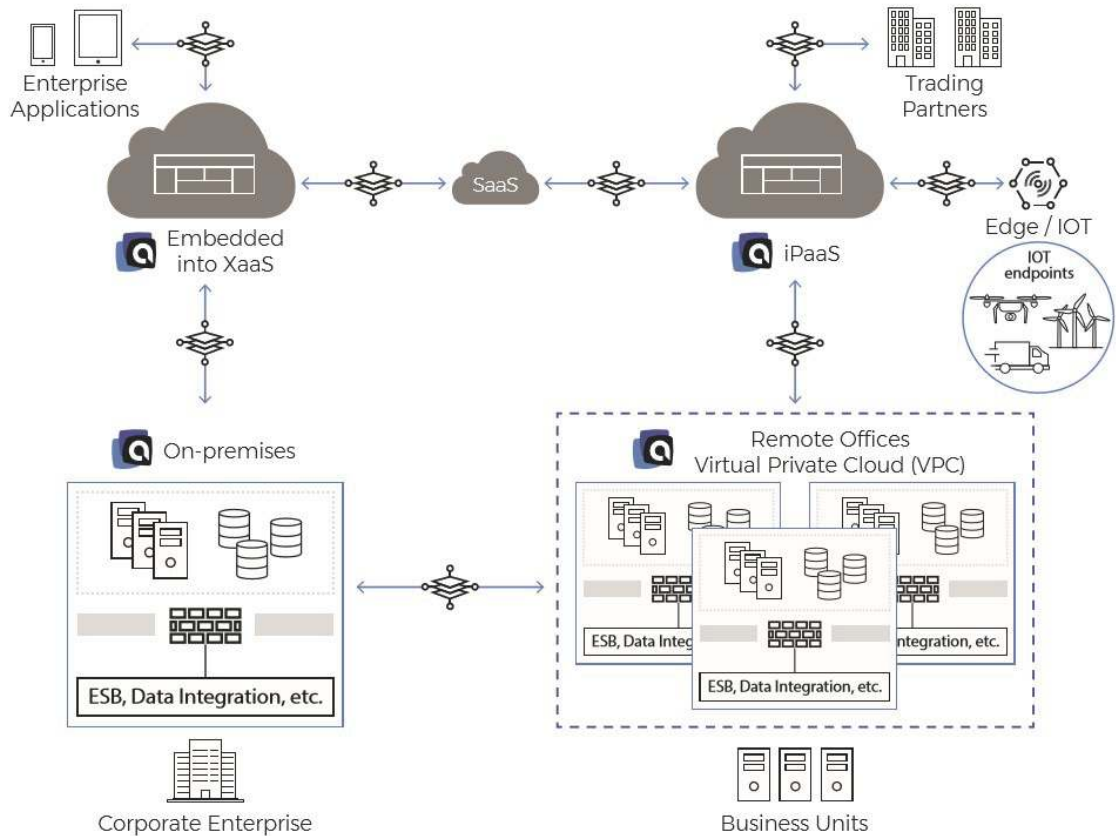 Enterprise
Applications
Trading
Partners
SaaS
Edge / IOT
Embedded
into XaaS
iPaaS
IOT
endpoints
On-premises
Remote Offices
Virtual Private Cloud (VPC)
ESB, Data Integ
ntegration, etc.
ESB, Data Integration, etc.
ESB, Data Integration, etc.
Corporate Enterprise
Business Units